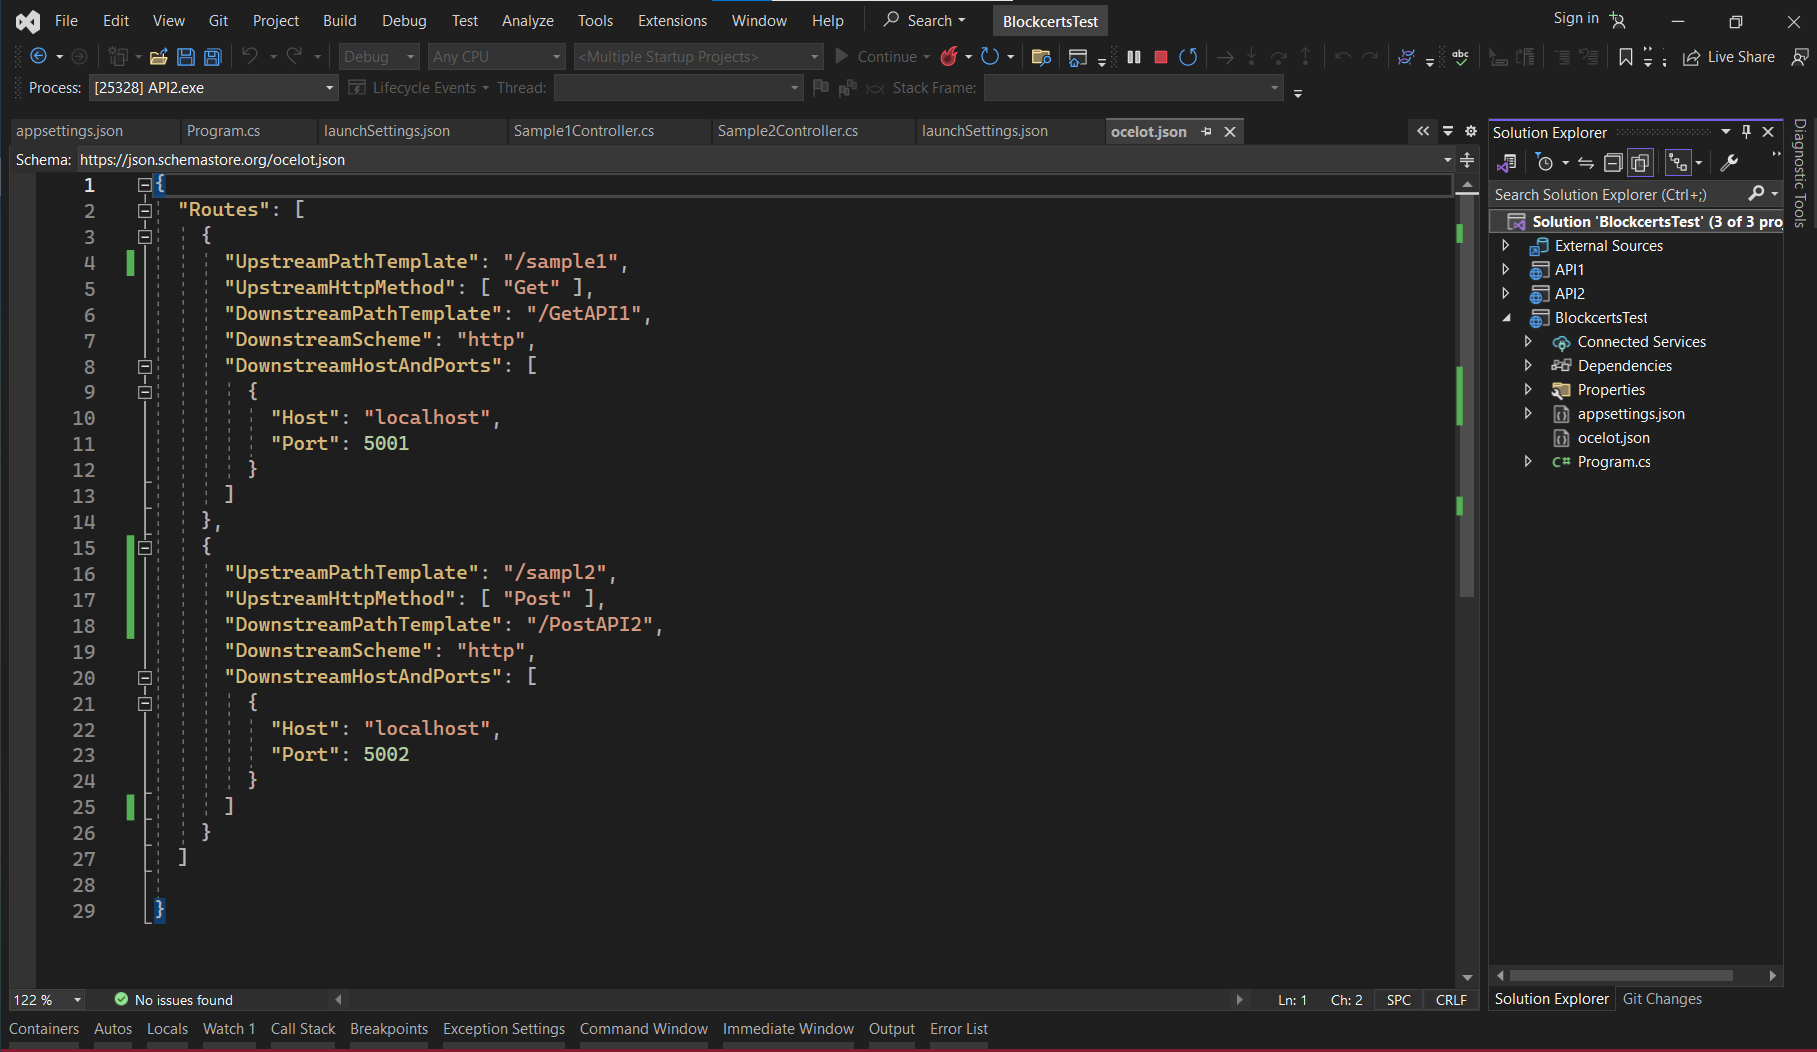 File Edit View Git Project Build Debug Test Analyze Tools Extensions Window Help Search BlockcertsTest Sign in
Debug Any CPU <Multiple Startup Projects> Continue Live Share
Process: [25328] API2.exe Lifecycle Events Thread: Stack Frame:
appsettings.json Program.cs launchSettings.json Sample1Controller.cs Sample2Controller.cs launchSettings.json ocelot.json
Schema: https://json.schemastore.org/ocelot.json
1 {
2 "Routes": [
3 {
4 "UpstreamPathTemplate": "/sample1",
5 "UpstreamHttpMethod": [ "Get" ],
6 "DownstreamPathTemplate": "/GetAPI1",
7 "DownstreamScheme": "http",
8 "DownstreamHostAndPorts": [
9 {
10 "Host": "localhost",
11 "Port": 5001
12 }
13 ]
14 },
15 {
16 "UpstreamPathTemplate": "/sampl2",
17 "UpstreamHttpMethod": [ "Post" ],
18 "DownstreamPathTemplate": "/PostAPI2",
19 "DownstreamScheme": "http",
20 "DownstreamHostAndPorts": [
21 {
22 "Host": "localhost",
23 "Port": 5002
24 }
25 ]
26 }
27 ]
28
29 }
122 % No issues found Ln: 1 Ch: 2 SPC CRLF
Solution Explorer
Search Solution Explorer (Ctrl+;)
Solution 'BlockcertsTest' (3 of 3 pro
External Sources
API1
API2
BlockcertsTest
Connected Services
Dependencies
Properties
appsettings.json
ocelot.json
C# Program.cs
Solution Explorer Git Changes
Diagnostic Tools
Containers Autos Locals Watch 1 Call Stack Breakpoints Exception Settings Command Window Immediate Window Output Error List